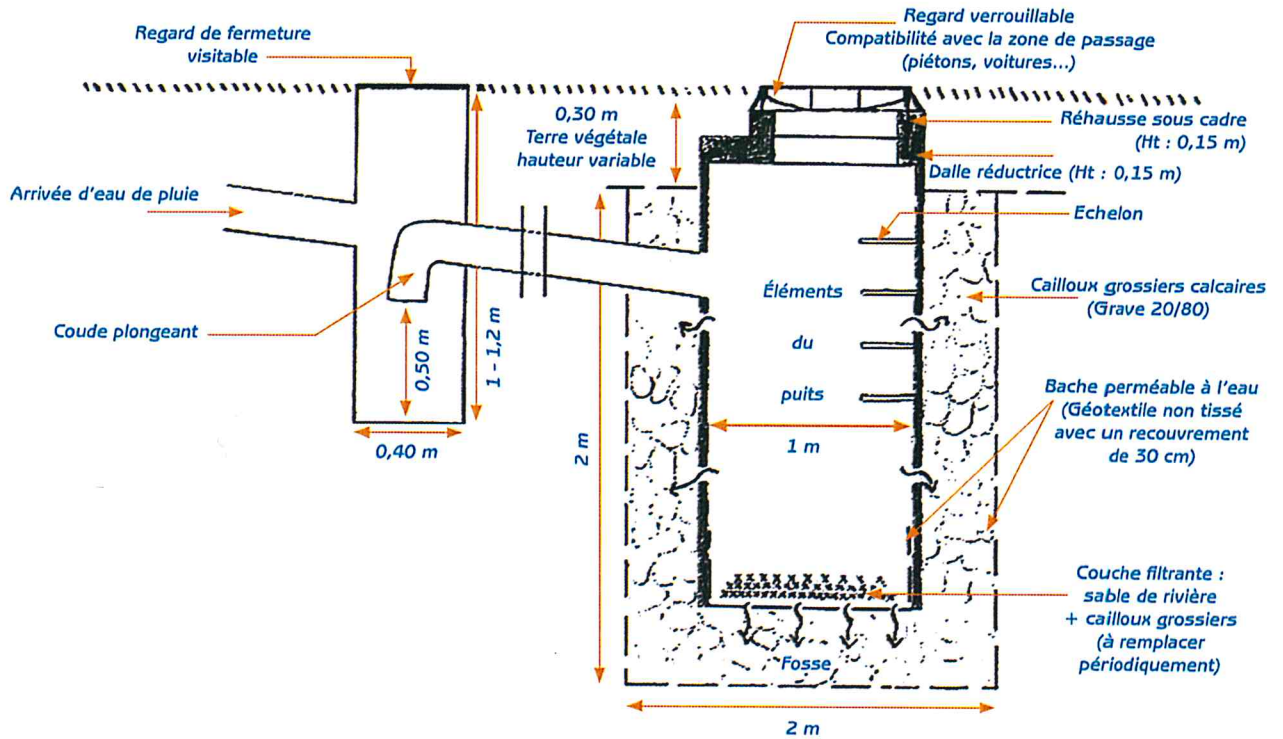 Regard de fermeture
visitable
Regard verrouillable
Compatibilité avec la zone de passage
(piétons, voitures...)
0,30 m
Terre végétale
hauteur variable
Réhausse sous cadre
(Ht : 0,15 m)
Dalle réductrice (Ht : 0,15 m)
Arrivée d'eau de pluie
Echelon
Coude plongeant
0,50 m
1 - 1,2 m
0,40 m
2 m
Éléments
du
puits
1 m
Cailloux grossiers calcaires
(Grave 20/80)
Bache perméable à l'eau
(Géotextile non tissé
avec un recouvrement
de 30 cm)
Couche filtrante :
sable de rivière
+ cailloux grossiers
(à remplacer
périodiquement)
Fosse
2 m